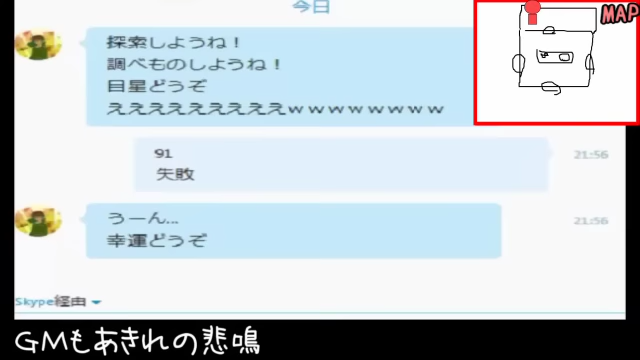 今日
MAP
探索しようね！
調べものしようね！
目星どうぞ
えええええええええｗｗｗｗｗｗｗｗ
91
21:56
失敗
うーん...
21:56
幸運どうぞ
Skype経由
GMもあきれの悲鳴